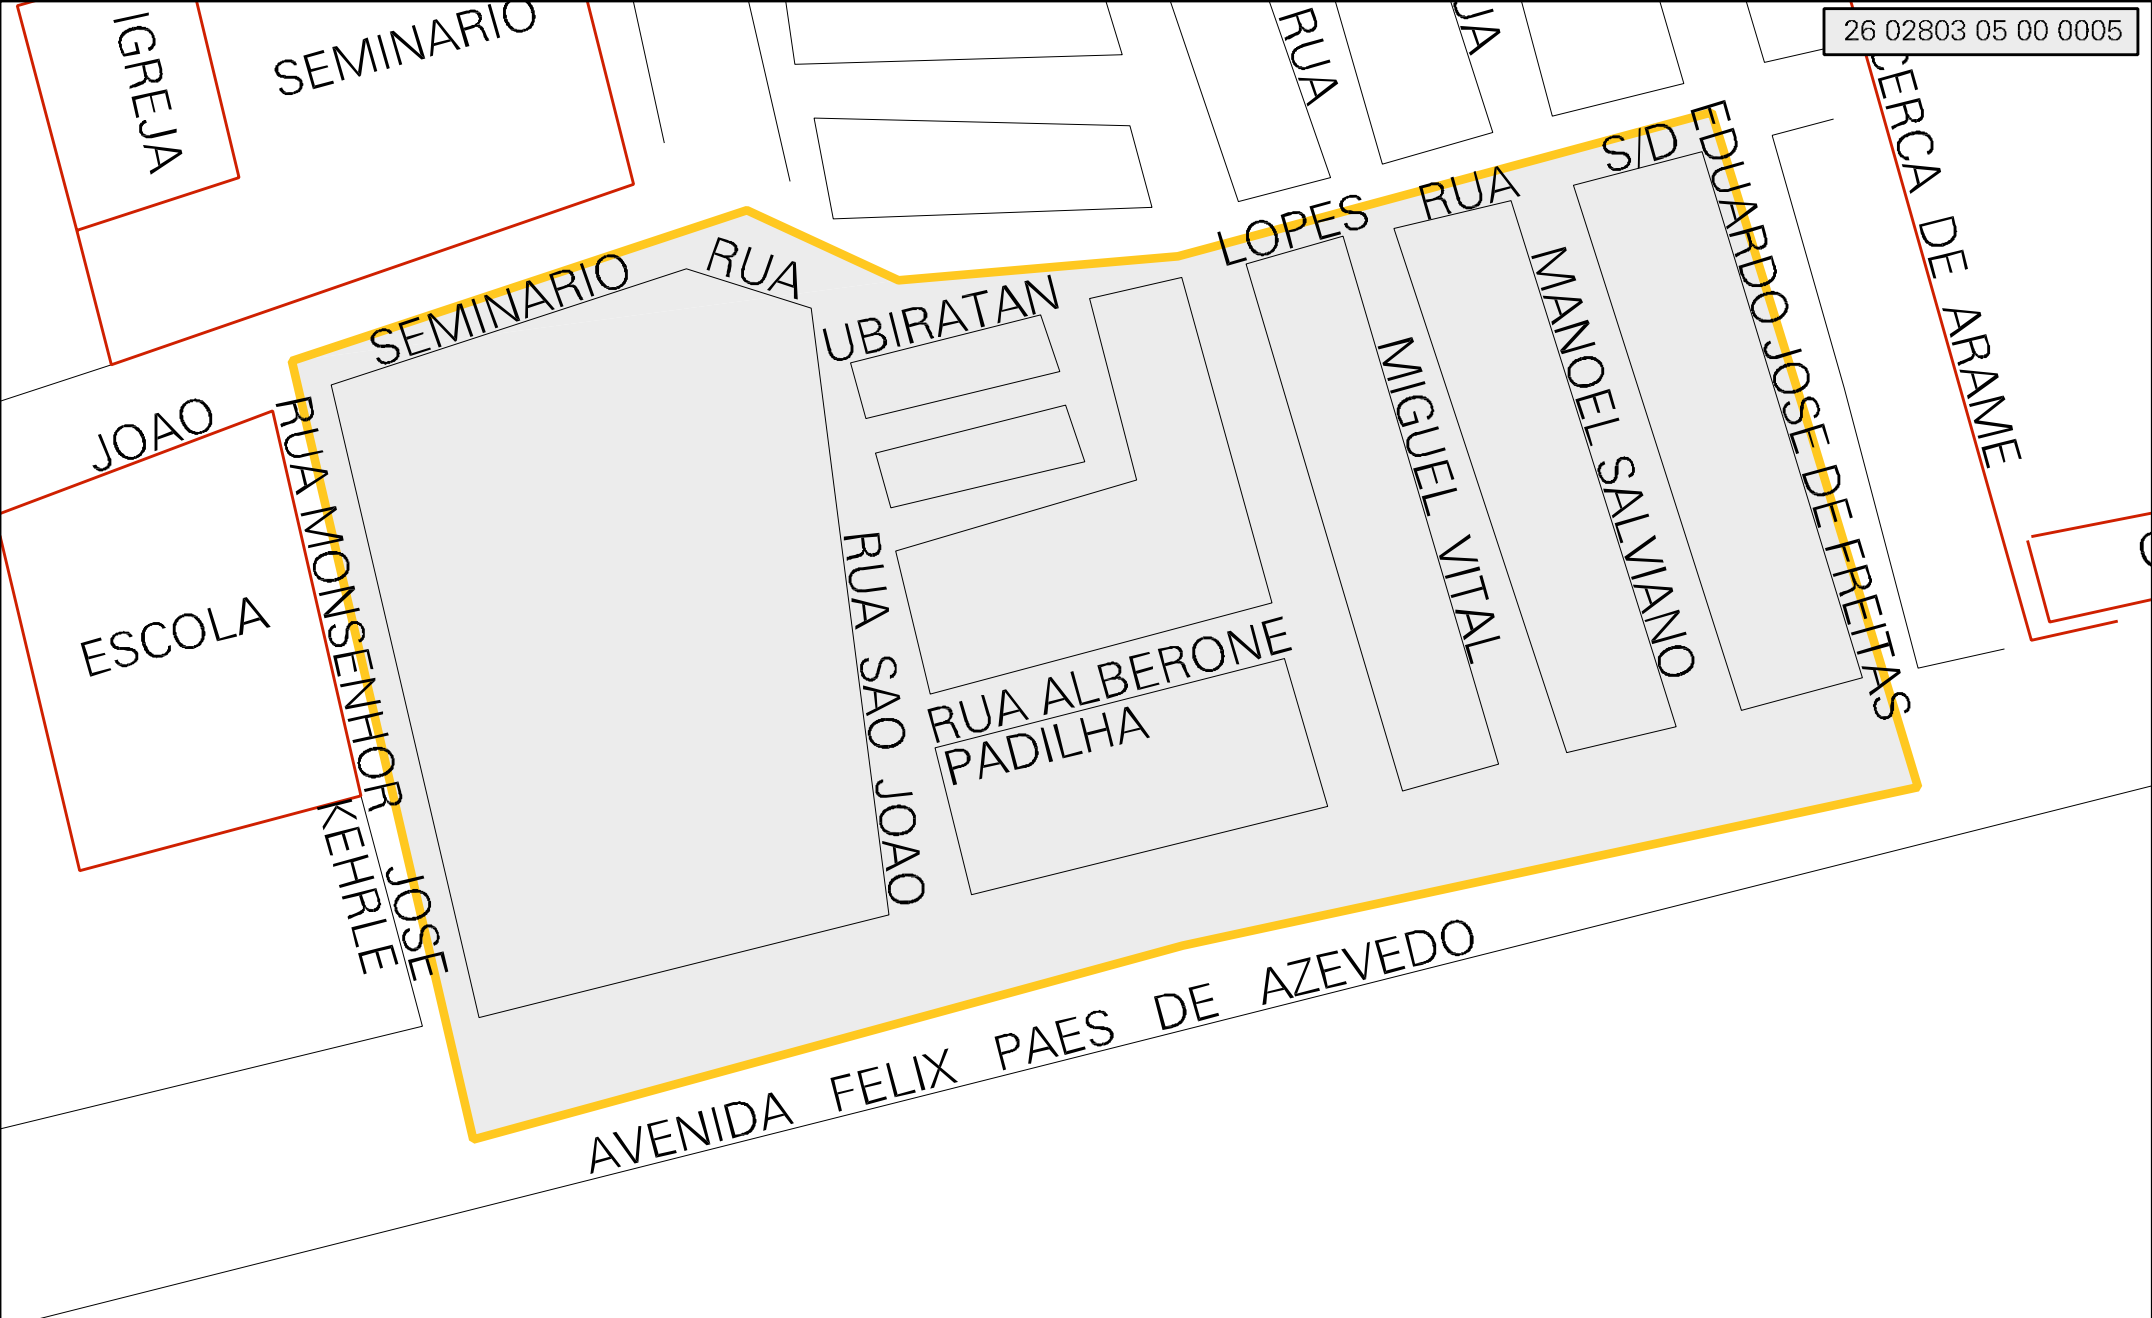 26 02803 05 00 0005
IGREJA
SEMINARIO
RUA
UA
CERCA DE ARAME
S/D
RUA
LOPES
EDUARDO JOSE DE FREITAS
RUA
SEMINARIO
UBIRATAN
JOAO
MANOEL SALVIANO
MIGUEL VITAL
RUA MONSENHOR JOSE
KEHRLE
ESCOLA
RUA SAO JOAO
RUA ALBERONE
PADILHA
AVENIDA FELIX PAES DE AZEVEDO